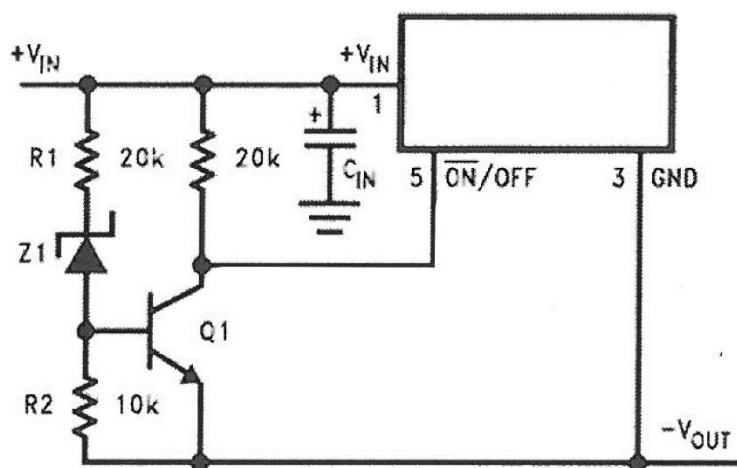 +VIN
+VIN
1
R1
20k
20k
+
CIN
5
ON/OFF
3
GND
Z1
Q1
R2
10k
-VOUT